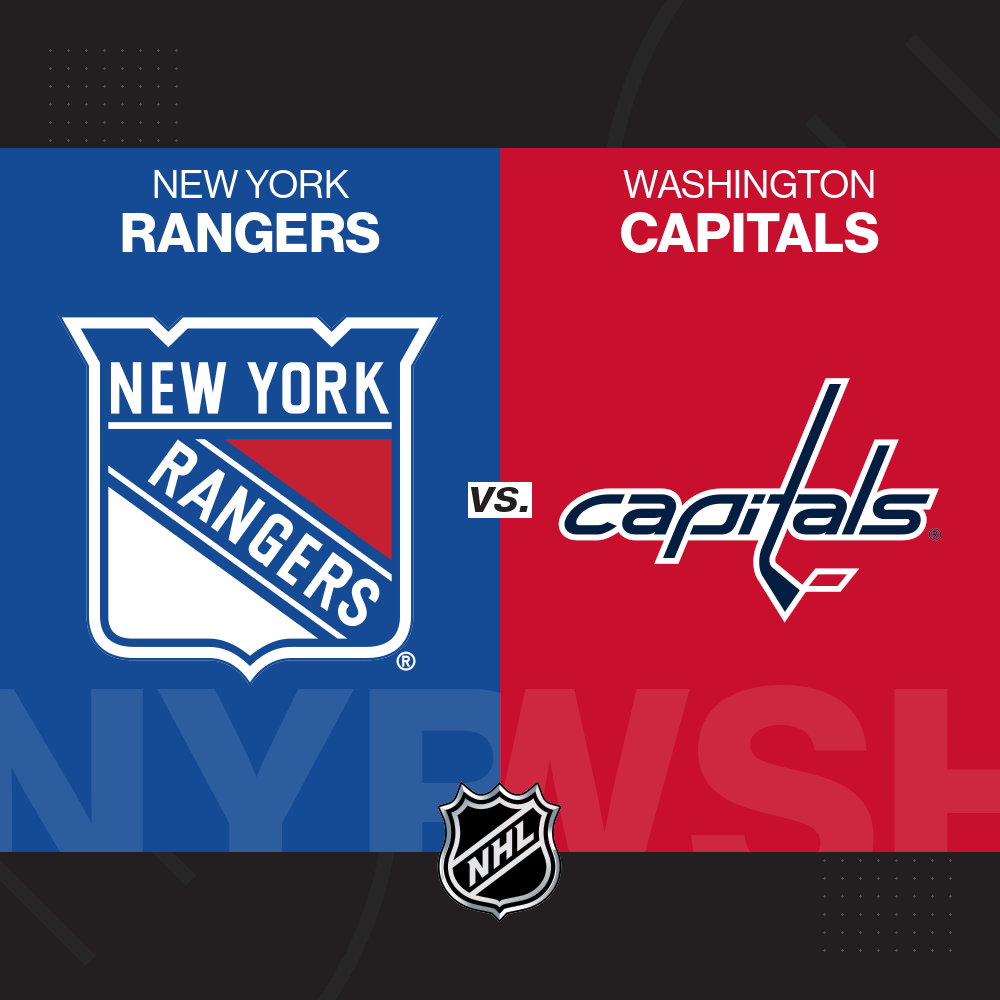 NEW YORK
RANGERS
WASHINGTON
CAPITALS
NEW YORK
RANGERS
®
vs.
capitals
®
NYR
WSH
NHL